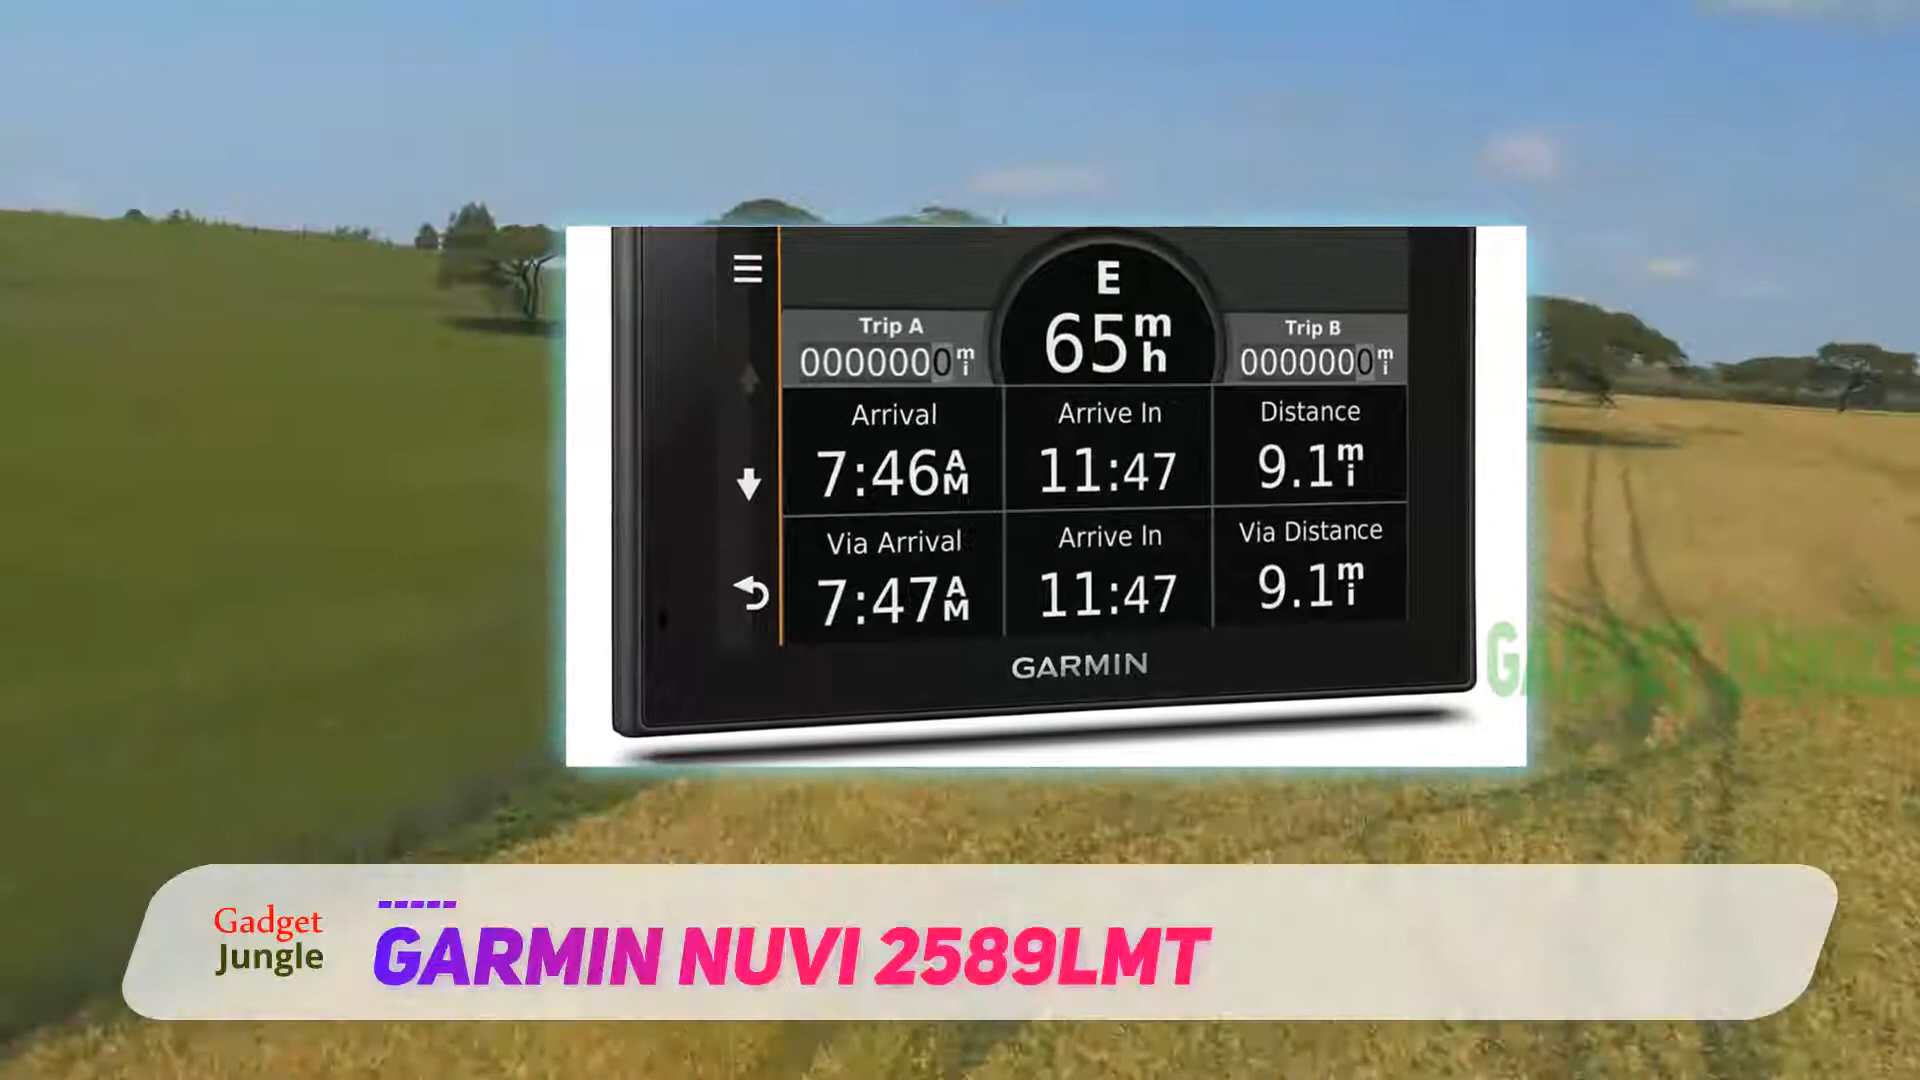 E
65 mh
Trip A
0000000 mi
Trip B
0000000 mi
Arrival
7:46 AM
Arrive In
11:47
Distance
9.1 mi
Via Arrival
7:47 AM
Arrive In
11:47
Via Distance
9.1 mi
GARMIN
GADGET JUNGLE
Gadget
Jungle
GARMIN NUVI 2589LMT